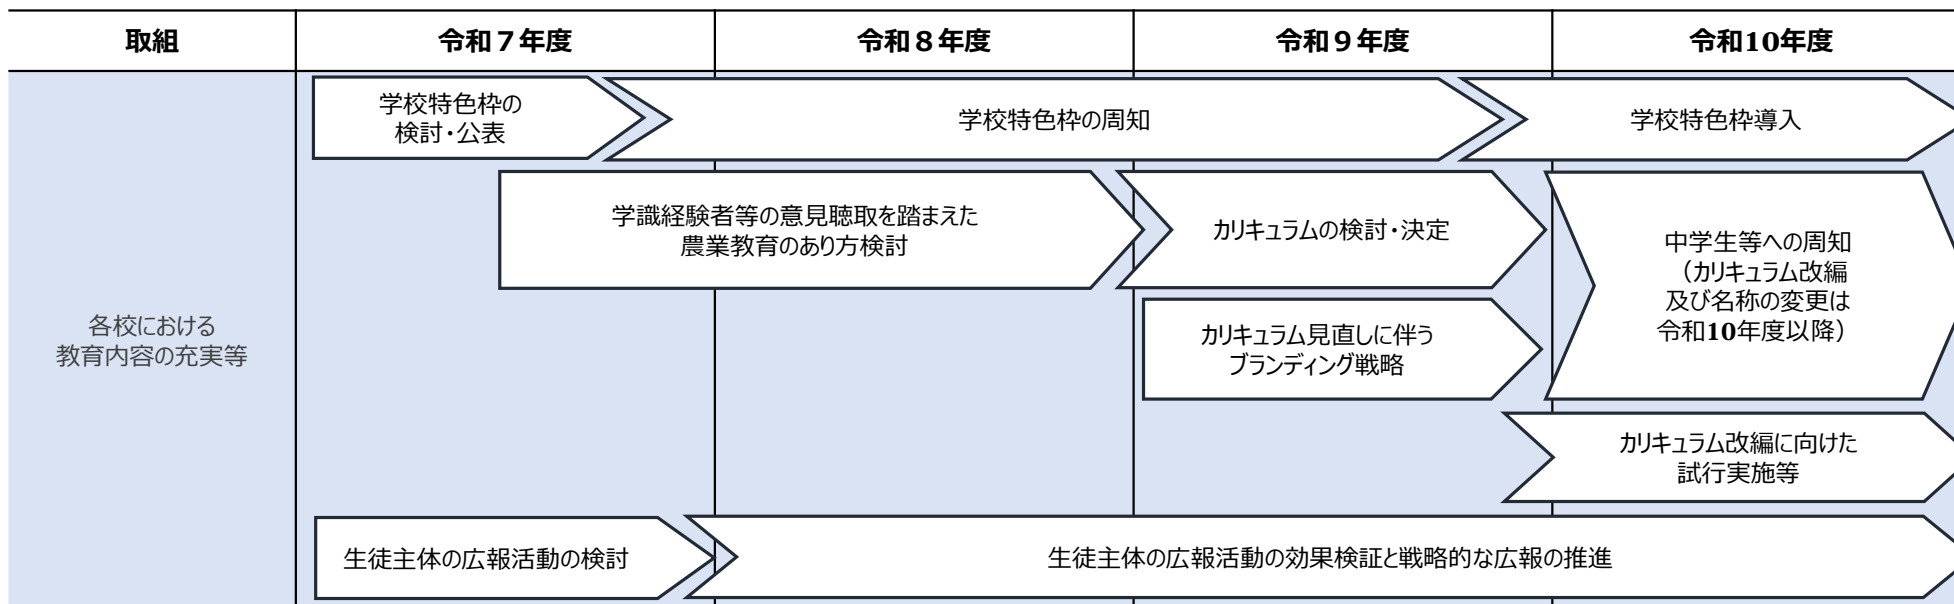 取組
令和７年度
令和８年度
令和９年度
令和10年度
各校における
教育内容の充実等
学校特色枠の
検討・公表
学校特色枠の周知
学校特色枠導入
学識経験者等の意見聴取を踏まえた
農業教育のあり方検討
カリキュラムの検討・決定
中学生等への周知
（カリキュラム改編
及び名称の変更は
令和10年度以降）
カリキュラム見直しに伴う
ブランディング戦略
カリキュラム改編に向けた
試行実施等
生徒主体の広報活動の検討
生徒主体の広報活動の効果検証と戦略的な広報の推進